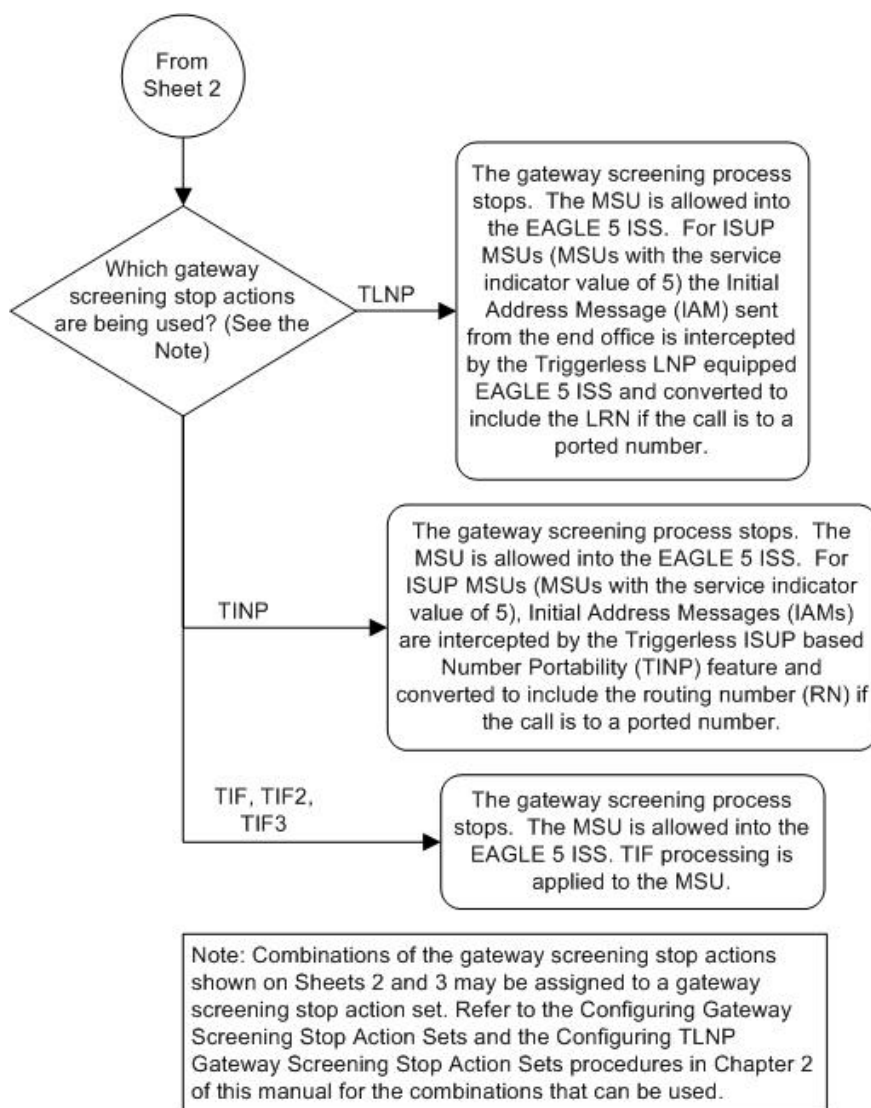 From
Sheet 2
Which gateway
screening stop actions
are being used? (See the
Note)
TLNP
The gateway screening process
stops.  The MSU is allowed into
the EAGLE 5 ISS.  For ISUP
MSUs (MSUs with the service
indicator value of 5) the Initial
Address Message (IAM) sent
from the end office is intercepted
by the Triggerless LNP equipped
EAGLE 5 ISS and converted to
include the LRN if the call is to a
ported number.
TINP
The gateway screening process stops.  The
MSU is allowed into the EAGLE 5 ISS.  For
ISUP MSUs (MSUs with the service indicator
value of 5), Initial Address Messages (IAMs)
are intercepted by the Triggerless ISUP based
Number Portability (TINP) feature and
converted to include the routing number (RN) if
the call is to a ported number.
TIF, TIF2,
TIF3
The gateway screening process
stops.  The MSU is allowed into the
EAGLE 5 ISS. TIF processing is
applied to the MSU.
Note: Combinations of the gateway screening stop actions
shown on Sheets 2 and 3 may be assigned to a gateway
screening stop action set. Refer to the Configuring Gateway
Screening Stop Action Sets and the Configuring TLNP
Gateway Screening Stop Action Sets procedures in Chapter 2
of this manual for the combinations that can be used.